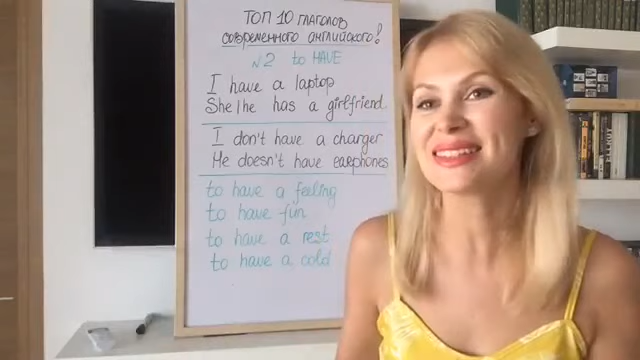 ТОП 10 ГЛАГОЛОВ
современного английского!
№2 to HAVE
I have a laptop
She/he has a girlfriend
I don't have a charger
He doesn't have earphones
to have a feeling
to have fun
to have a rest
to have a cold